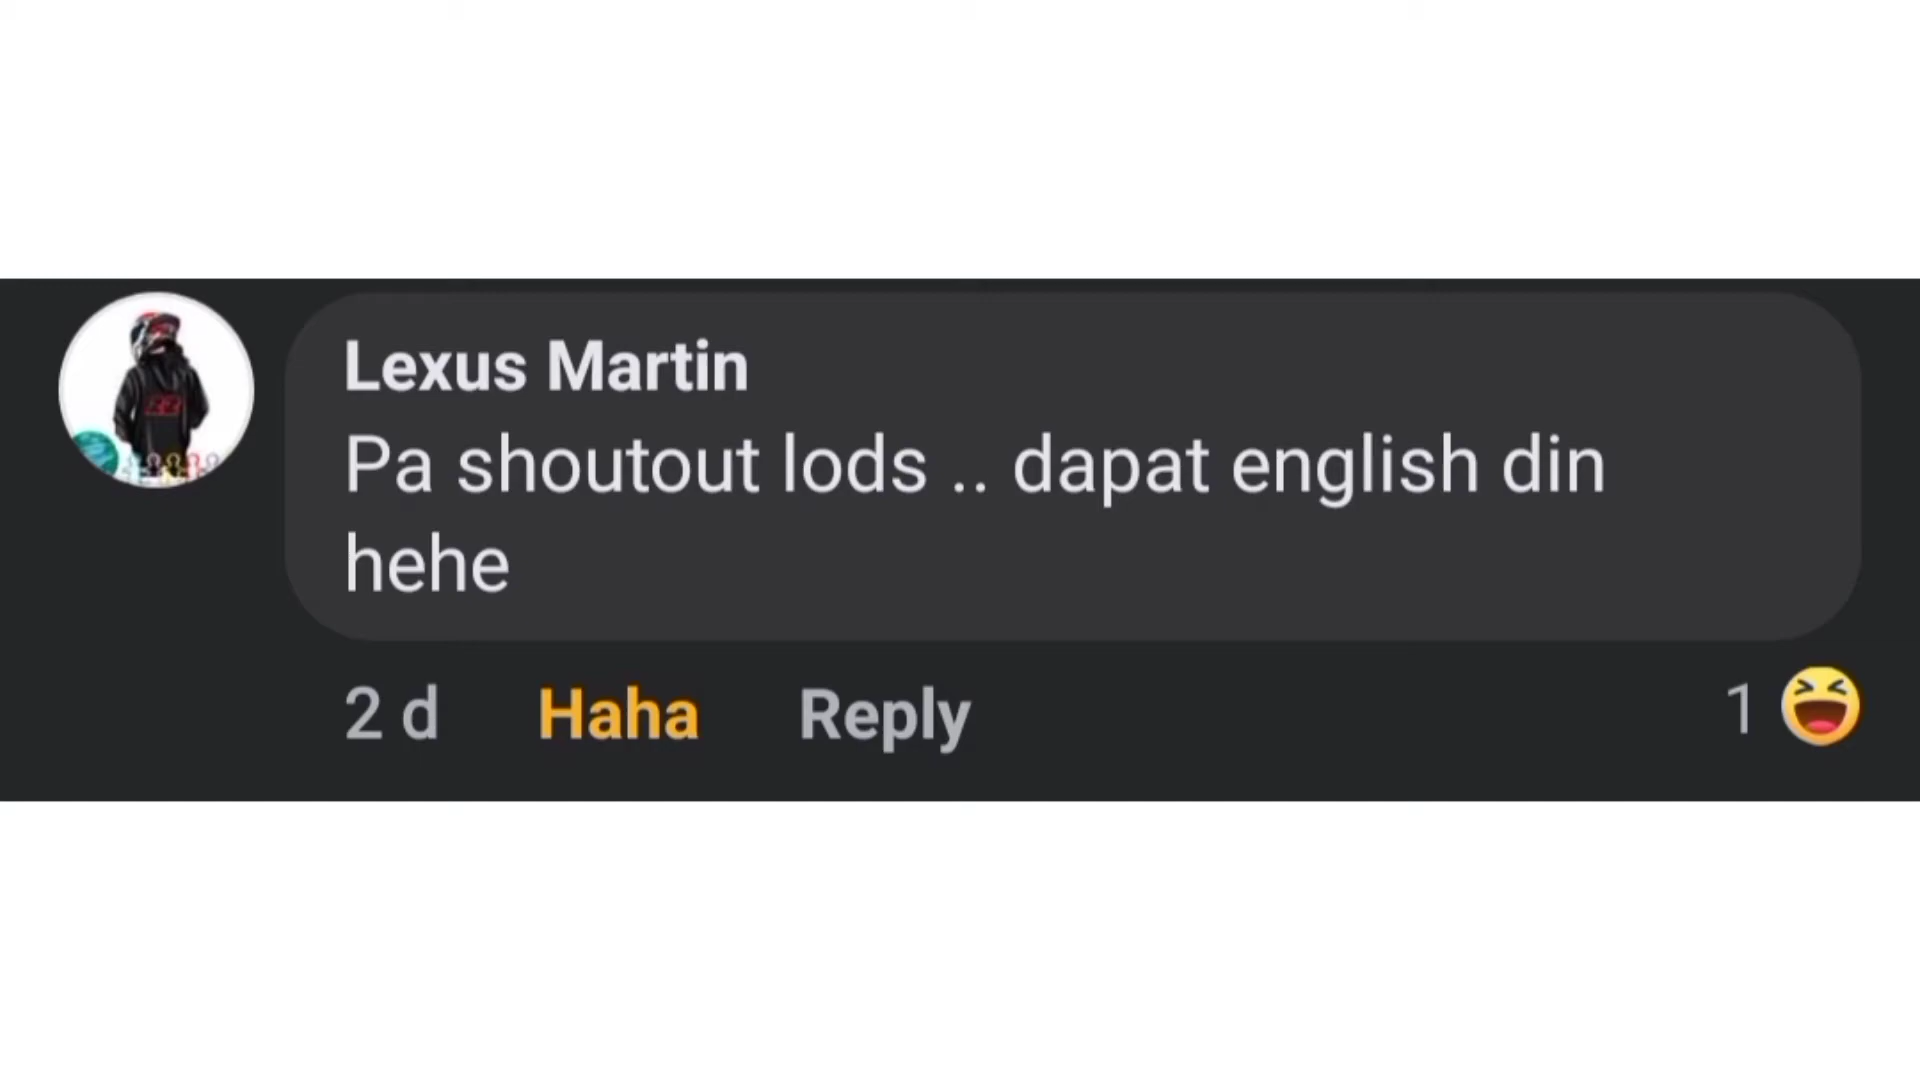 Lexus Martin
Pa shoutout lods .. dapat english din
hehe
2 d Haha Reply 1